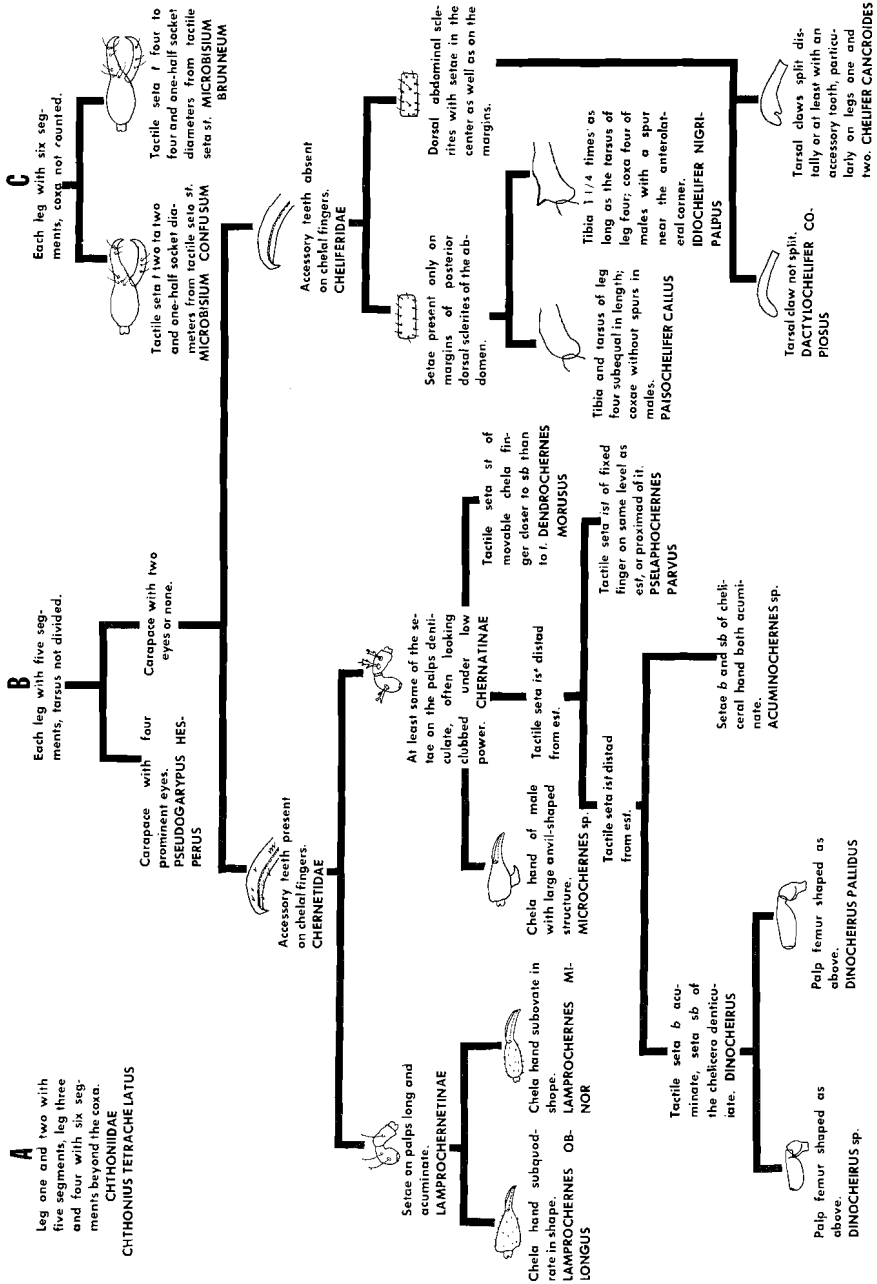 A
Leg one and two with
five segments, leg three
and four with six seg-
ments beyond the coxa.
CHTHONIIDAE
CHTHONIUS TETRACHELATUS
B
Each leg with five seg-
ments, tarsus not divided.
Carapace with four
prominent eyes.
PSEUDOGARYPUS HES-
PERUS
Carapace with two
eyes or none.
C
Each leg with six seg-
ments, coxa not counted.
Tactile seta t two to two
and one-half socket dia-
meters from tactile seta st.
MICROBISIUM CONFUSUM
Tactile seta t four to
four and one-half socket
diameters from tactile
seta st. MICROBISIUM
BRUNNEUM
Accessory teeth present
on chelal fingers.
CHERNETIDAE
Accessory teeth absent
on chelal fingers.
CHELIFERIDAE
Setae on palps long and
acuminate.
LAMPROCHERNETINAE
At least some of the se-
tae on the palps denti-
culate, often looking
clubbed under low
power. CHERNATINAE
Setae present only on
margins of posterior
dorsal sclerites of the ab-
domen.
Dorsal abdominal scle-
rites with setae in the
center as well as on the
margins.
Chela hand subquad-
rate in shape.
LAMPROCHERNES OB-
LONGUS
Chela hand subovate in
shape.
LAMPROCHERNES MI-
NOR
Chela hand of male
with large anvil-shaped
structure.
MICROCHERNES sp.
Tactile seta ist distad
from est.
Tactile seta st of
movable chela fin-
ger closer to sb than
to t. DENDROCHERNES
MORUSUS
Tibia and tarsus of leg
four subequal in length;
coxae without spurs in
males.
PAISOCHELIFER CALLUS
Tibia 1 1/4 times as
long as the tarsus of
leg four; coxa four of
males with a spur
near the anterolat-
eral corner.
IDIOCHELIFER NIGRI-
PALPUS
Tactile seta ist distad
from est.
Tactile seta ist of fixed
finger on same level as
est, or proximad of it.
PSELAPHOCHERNES
PARVUS
Tarsal claw not split.
DACTYLOCHELIFER CO-
PIOSUS
Tarsal claws split dis-
tally or at least with an
accessory tooth, particu-
larly on legs one and
two. CHELIFER CANCROIDES
Tactile seta b acu-
minate, seta sb of
the chelicera denticu-
late. DINOCHEIRUS
Setae b and sb of cheli-
ceral hand both acumi-
nate.
ACUMINOCHERNES sp.
Palp femur shaped as
above.
DINOCHEIRUS sp.
Palp femur shaped as
above.
DINOCHEIRUS PALLIDUS